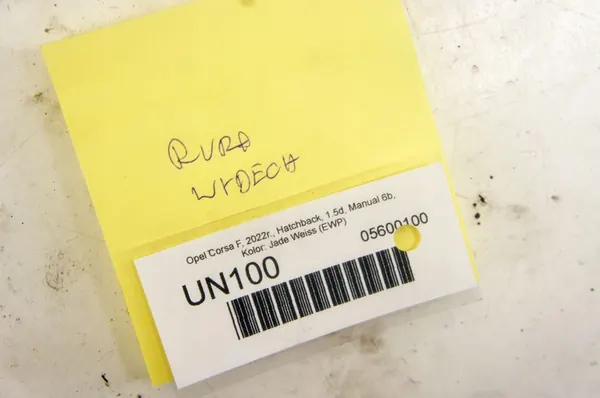 RURA
WYDECH
Opel Corsa F, 2022r., Hatchback, 1.5d, Manual 6b,
Kolor: Jade Weiss (EWP)
05600100
UN100